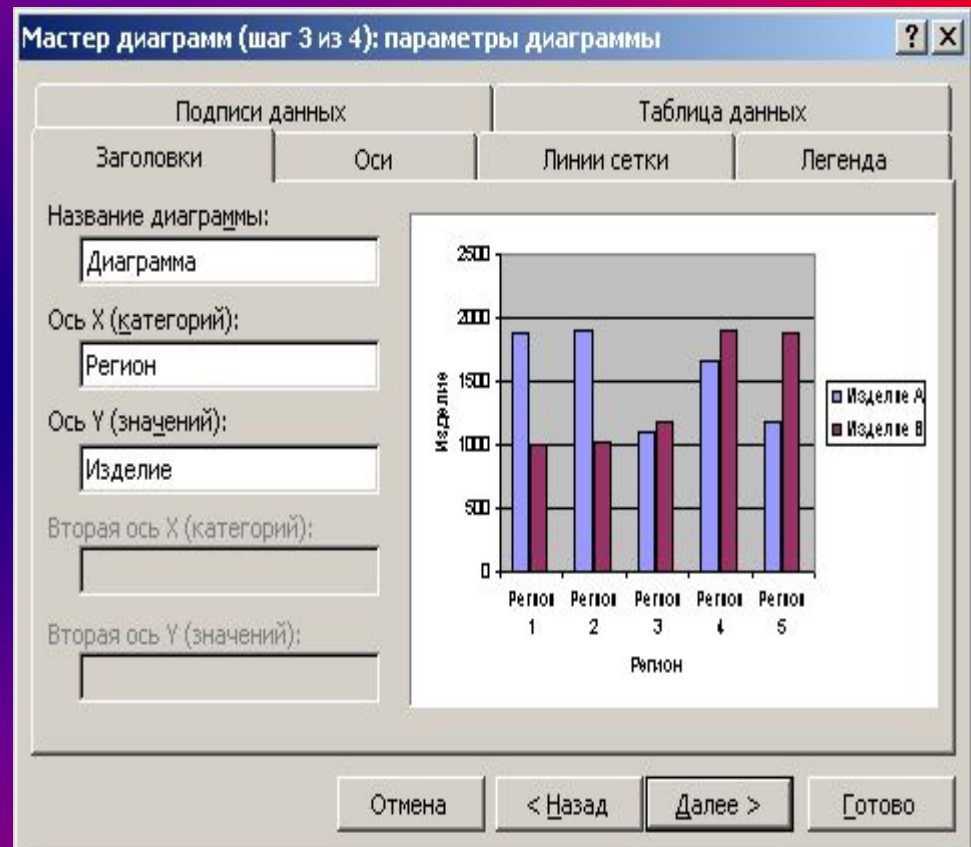 Мастер диаграмм (шаг 3 из 4): параметры диаграммы
Подписи данных
Таблица данных
Заголовки
Оси
Линии сетки
Легенда
Название диаграммы:
Диаграмма
Ось X (категорий):
Регион
Ось Y (значений):
Изделие
Вторая ось X (категорий):
Вторая ось Y (значений):
2500
2000
1500
1000
500
0
Изделие
Регион Регион Регион Регион Регион
1 2 3 4 5
Регион
Изделие A
Изделие B
Отмена
< Назад
Далее >
Готово